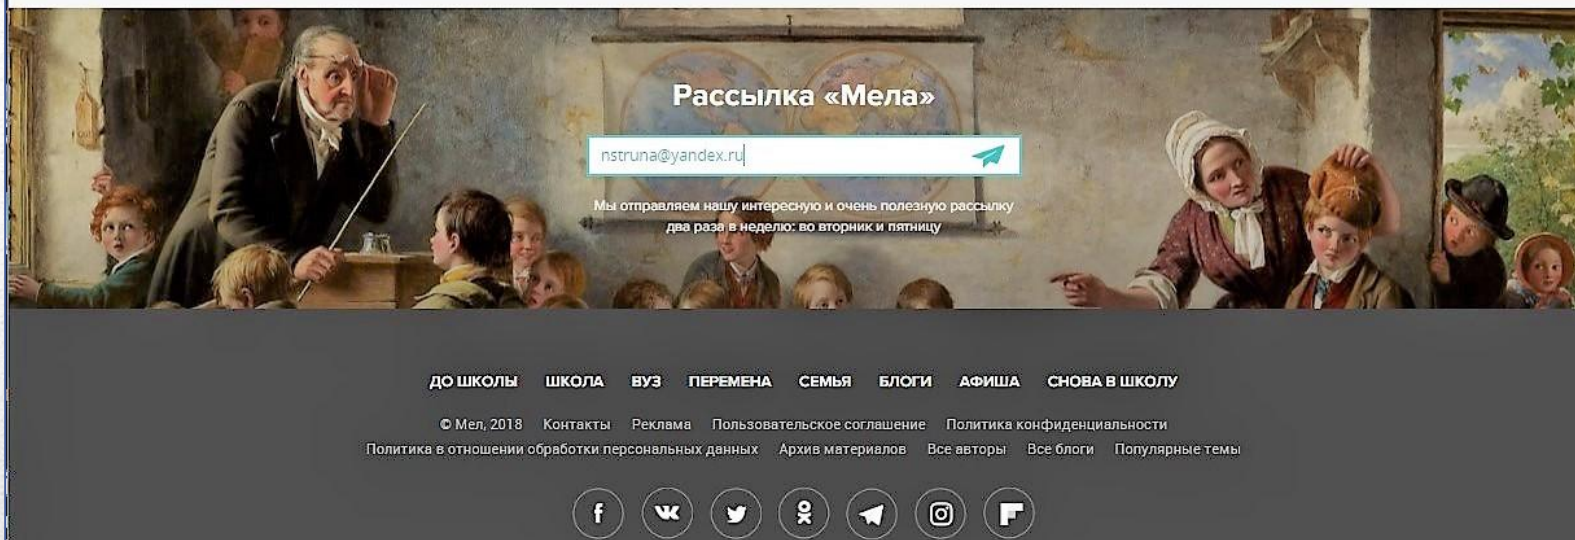 Рассылка «Мела»
nstruna@yandex.ru
Мы отправляем нашу интересную и очень полезную рассылку
два раза в неделю: во вторник и пятницу
ДО ШКОЛЫ ШКОЛА ВУЗ ПЕРЕМЕНА СЕМЬЯ БЛОГИ АФИША СНОВА В ШКОЛУ
© Мел, 2018 Контакты Реклама Пользовательское соглашение Политика конфиденциальности
Политика в отношении обработки персональных данных Архив материалов Все авторы Все блоги Популярные темы